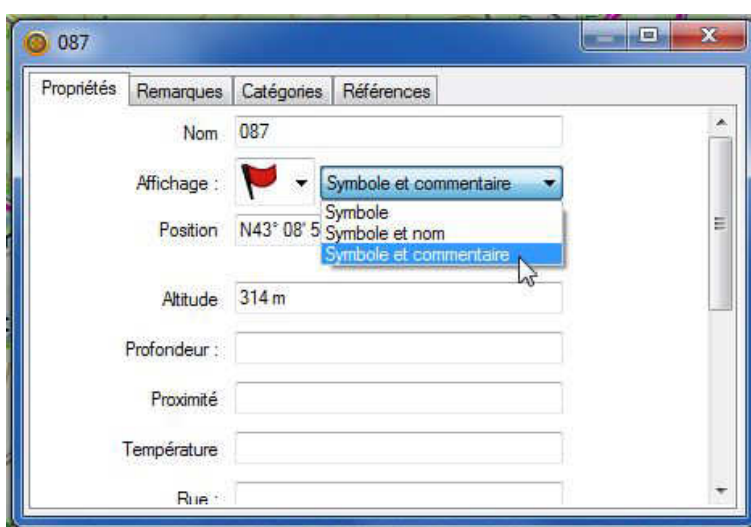 087
Propriétés Remarques Catégories Références
Nom 087
Affichage : Symbole et commentaire
Symbole
Position N43° 08' 5 Symbole et nom
Symbole et commentaire
Altitude 314 m
Profondeur :
Proximité
Température
Rue :